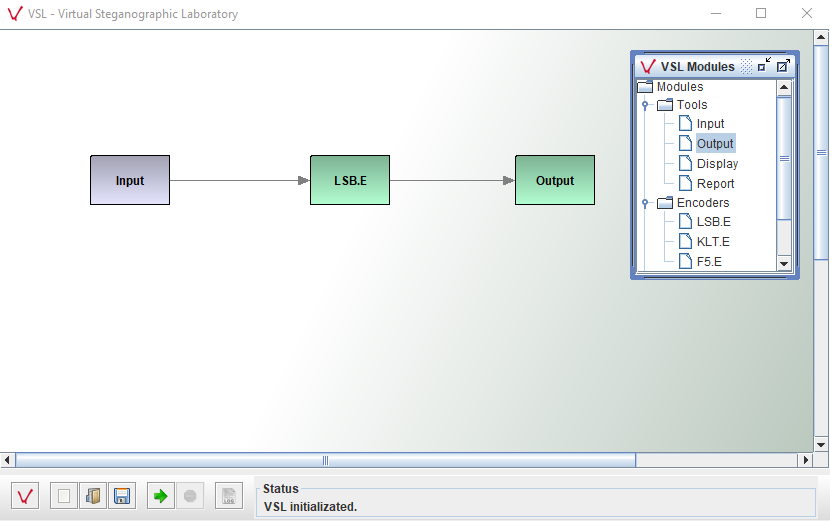 VSL - Virtual Steganographic Laboratory
Input
LSB.E
Output
VSL Modules
Modules
Tools
Input
Output
Display
Report
Encoders
LSB.E
KLT.E
F5.E
LOG
Status
VSL initializated.